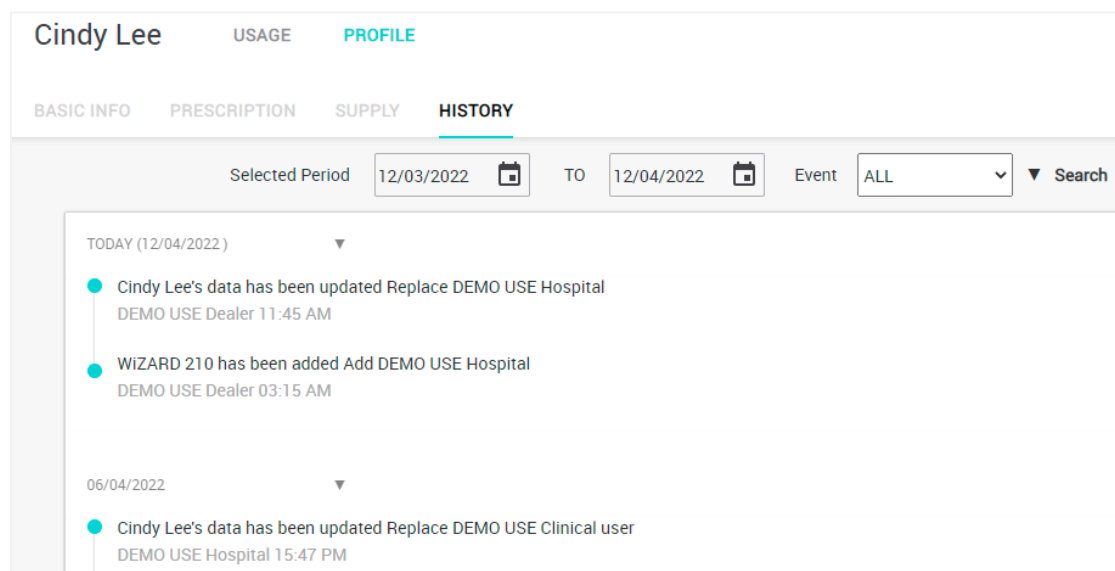 Cindy Lee USAGE PROFILE
BASIC INFO PRESCRIPTION SUPPLY HISTORY
Selected Period 12/03/2022 TO 12/04/2022 Event ALL ▼ Search
TODAY (12/04/2022 ) ▼
Cindy Lee's data has been updated Replace DEMO USE Hospital
DEMO USE Dealer 11:45 AM
WiZARD 210 has been added Add DEMO USE Hospital
DEMO USE Dealer 03:15 AM
06/04/2022 ▼
Cindy Lee's data has been updated Replace DEMO USE Clinical user
DEMO USE Hospital 15:47 PM